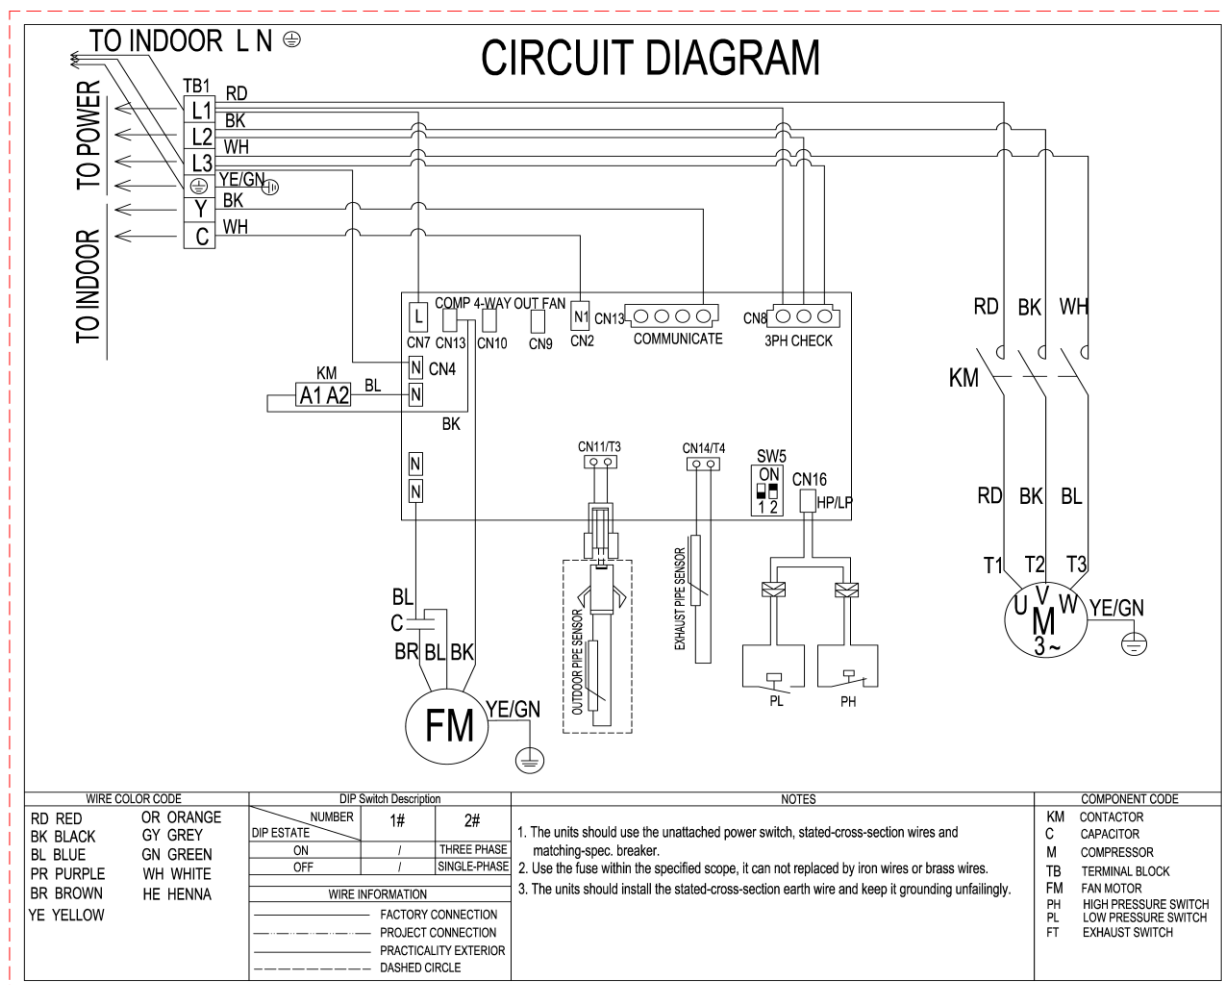 TO INDOOR L N
CIRCUIT DIAGRAM
TB1
TO POWER
TO INDOOR
L1 RD
L2 BK
L3 WH
YE/GN
Y BK
C WH
COMP 4-WAY OUT FAN
L
N1
CN7 CN13 CN10 CN9 CN2
CN13
COMMUNICATE
CN8
3PH CHECK
N CN4
N
KM
A1 A2
BL
BK
N
N
CN11/T3
CN14/T4
SW5
ON
1 2
CN16
HP/LP
RD BK WH
KM
RD BK BL
T1 T2 T3
U V W
M
3~
YE/GN
BL
C
BR BL BK
FM
YE/GN
OUTDOOR PIPE SENSOR
EXHAUST PIPE SENSOR
PL
PH
WIRE COLOR CODE
RD RED OR ORANGE
BK BLACK GY GREY
BL BLUE GN GREEN
PR PURPLE WH WHITE
BR BROWN HE HENNA
YE YELLOW
DIP Switch Description
NUMBER 1# 2#
DIP ESTATE
ON / THREE PHASE
OFF / SINGLE-PHASE
WIRE INFORMATION
FACTORY CONNECTION
PROJECT CONNECTION
PRACTICALITY EXTERIOR
DASHED CIRCLE
NOTES
1. The units should use the unattached power switch, stated-cross-section wires and
matching-spec. breaker.
2. Use the fuse within the specified scope, it can not replaced by iron wires or brass wires.
3. The units should install the stated-cross-section earth wire and keep it grounding unfailingly.
COMPONENT CODE
KM CONTACTOR
C CAPACITOR
M COMPRESSOR
TB TERMINAL BLOCK
FM FAN MOTOR
PH HIGH PRESSURE SWITCH
PL LOW PRESSURE SWITCH
FT EXHAUST SWITCH